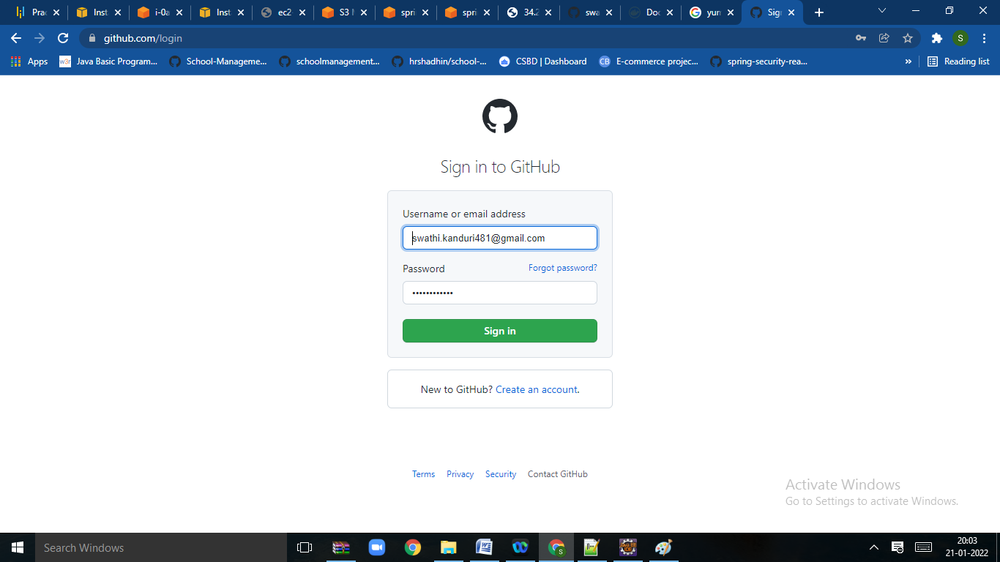 Prac
Insta
i-0a
Inst
ec2
S3 M
spri
spri
34.2
swa
Doc
yum
Sign
github.com/login
S
Apps
w3r
Java Basic Program...
School-Manageme...
schoolmanagement...
hrshadhin/school-...
CSBD | Dashboard
CB
E-commerce projec...
spring-security-rea...
»
Reading list
Sign in to GitHub
Username or email address
swathi.kanduri481@gmail.com
Password
Forgot password?
••••••••••••
Sign in
New to GitHub? Create an account.
Terms
Privacy
Security
Contact GitHub
Activate Windows
Go to Settings to activate Windows.
Search Windows
20:03
21-01-2022